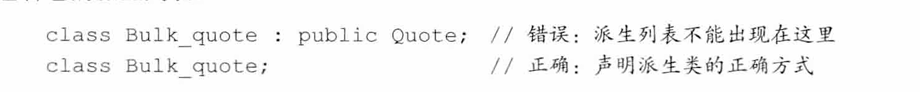 class Bulk_quote : public Quote; // 错误：派生列表不能出现在这里
class Bulk_quote; // 正确：声明派生类的正确方式